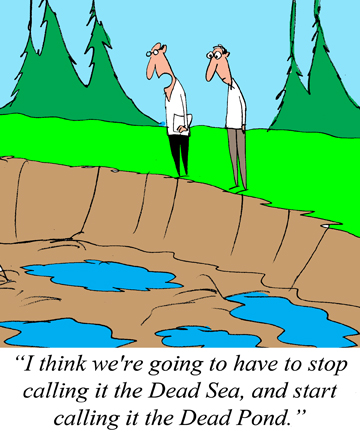 “I think we're going to have to stop
calling it the Dead Sea, and start
calling it the Dead Pond.”